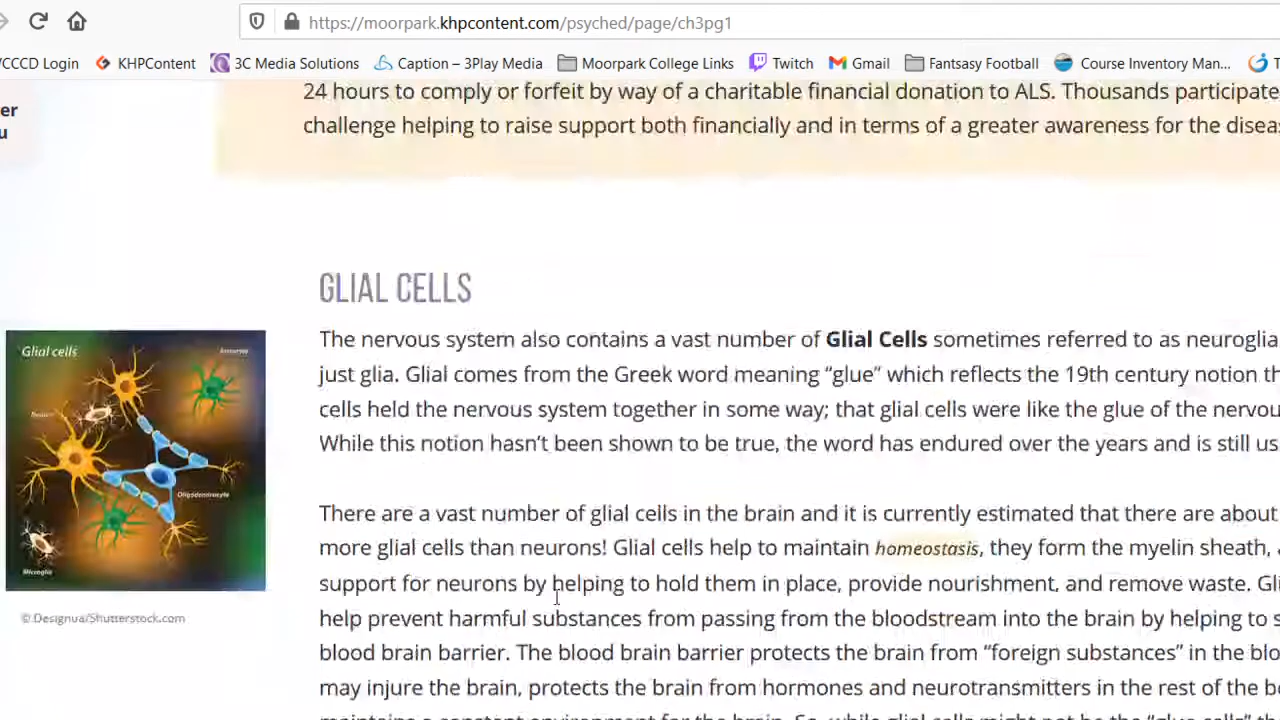 https://moorpark.khpcontent.com/psyched/page/ch3pg1
CCCD Login KHPContent 3C Media Solutions Caption – 3Play Media Moorpark College Links Twitch Gmail Fantsasy Football Course Inventory Man... T
er
u
24 hours to comply or forfeit by way of a charitable financial donation to ALS. Thousands participate
challenge helping to raise support both financially and in terms of a greater awareness for the disea
GLIAL CELLS
The nervous system also contains a vast number of Glial Cells sometimes referred to as neuroglia
just glia. Glial comes from the Greek word meaning “glue” which reflects the 19th century notion th
cells held the nervous system together in some way; that glial cells were like the glue of the nervou
While this notion hasn’t been shown to be true, the word has endured over the years and is still us
There are a vast number of glial cells in the brain and it is currently estimated that there are about
more glial cells than neurons! Glial cells help to maintain homeostasis, they form the myelin sheath,
support for neurons by helping to hold them in place, provide nourishment, and remove waste. Gli
help prevent harmful substances from passing from the bloodstream into the brain by helping to s
blood brain barrier. The blood brain barrier protects the brain from “foreign substances” in the blo
may injure the brain, protects the brain from hormones and neurotransmitters in the rest of the bo
Glial cells
Astrocyte
Neuron
Oligodendrocyte
Microglia
© Designua/Shutterstock.com